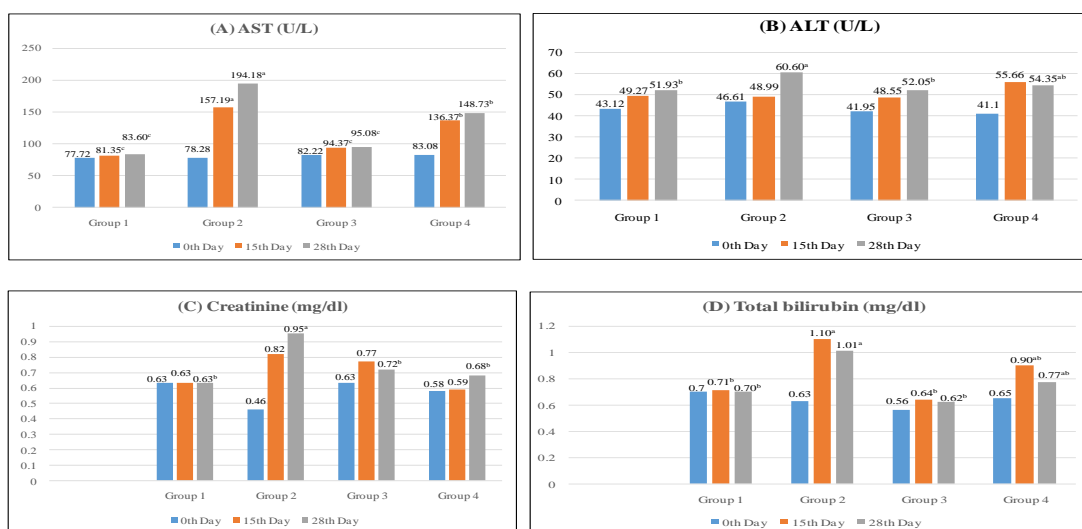 (A) AST (U/L)
250
200
150
100
50
0
77.72 81.35ᶜ 83.60ᶜ
78.28 157.19ᵃ 194.18ᵃ
82.22 94.37ᶜ 95.08ᶜ
83.08 136.37ᵇ 148.73ᵇ
Group 1 Group 2 Group 3 Group 4
0th Day 15th Day 28th Day
(B) ALT (U/L)
70
60
50
40
30
20
10
0
43.12 49.27 51.93ᵇ
46.61 48.99 60.60ᵃ
41.95 48.55 52.05ᵇ
41.1 55.66 54.35ᵃᵇ
Group 1 Group 2 Group 3 Group 4
0th Day 15th Day 28th Day
(C) Creatinine (mg/dl)
1
0.9
0.8
0.7
0.6
0.5
0.4
0.3
0.2
0.1
0
0.63 0.63 0.63ᵇ
0.46 0.82 0.95ᵃ
0.63 0.77 0.72ᵇ
0.58 0.59 0.68ᵇ
Group 1 Group 2 Group 3 Group 4
0th Day 15th Day 28th Day
(D) Total bilirubin (mg/dl)
1.2
1
0.8
0.6
0.4
0.2
0
0.7 0.71ᵇ 0.70ᵇ
0.63 1.10ᵃ 1.01ᵃ
0.56 0.64ᵇ 0.62ᵇ
0.65 0.90ᵃᵇ 0.77ᵃᵇ
Group 1 Group 2 Group 3 Group 4
0th Day 15th Day 28th Day